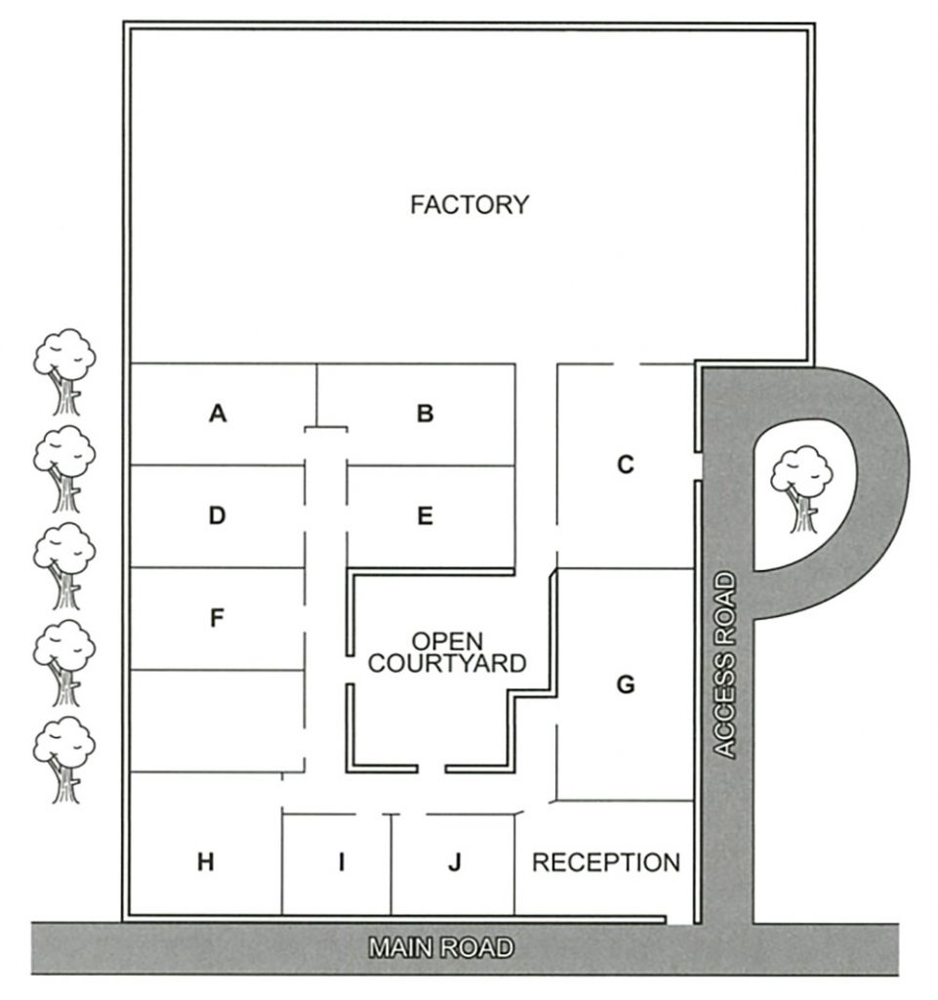 FACTORY
A
B
C
D
E
F
OPEN
COURTYARD
G
ACCESS ROAD
H
I
J
RECEPTION
MAIN ROAD